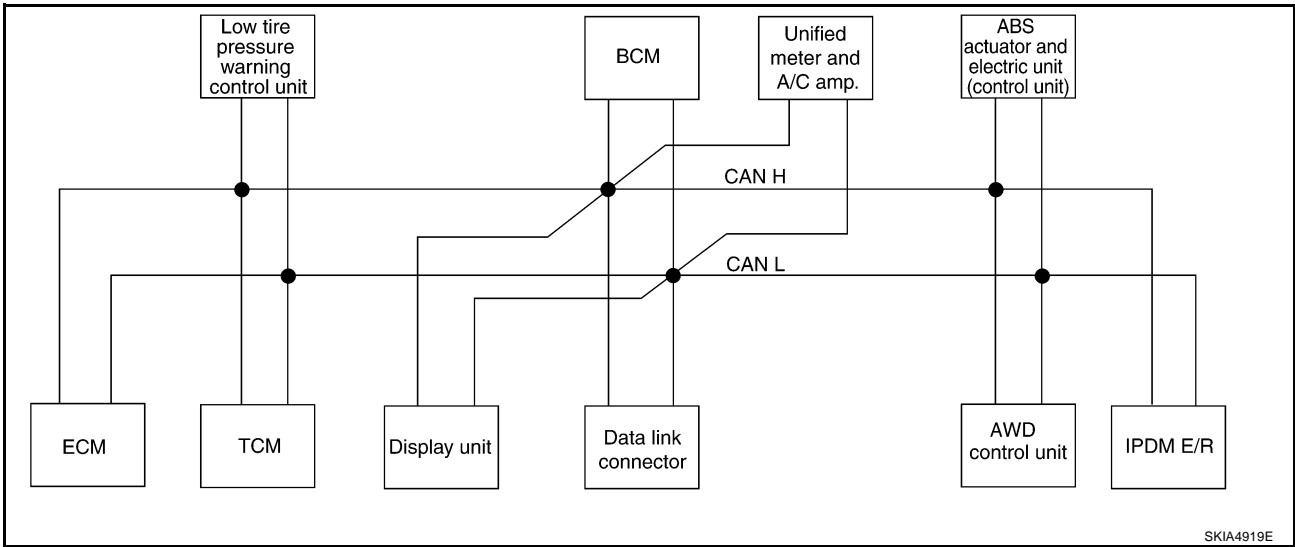 Low tire
pressure
warning
control unit
BCM
Unified
meter and
A/C amp.
ABS
actuator and
electric unit
(control unit)
CAN H
CAN L
ECM
TCM
Display unit
Data link
connector
AWD
control unit
IPDM E/R
SKIA4919E